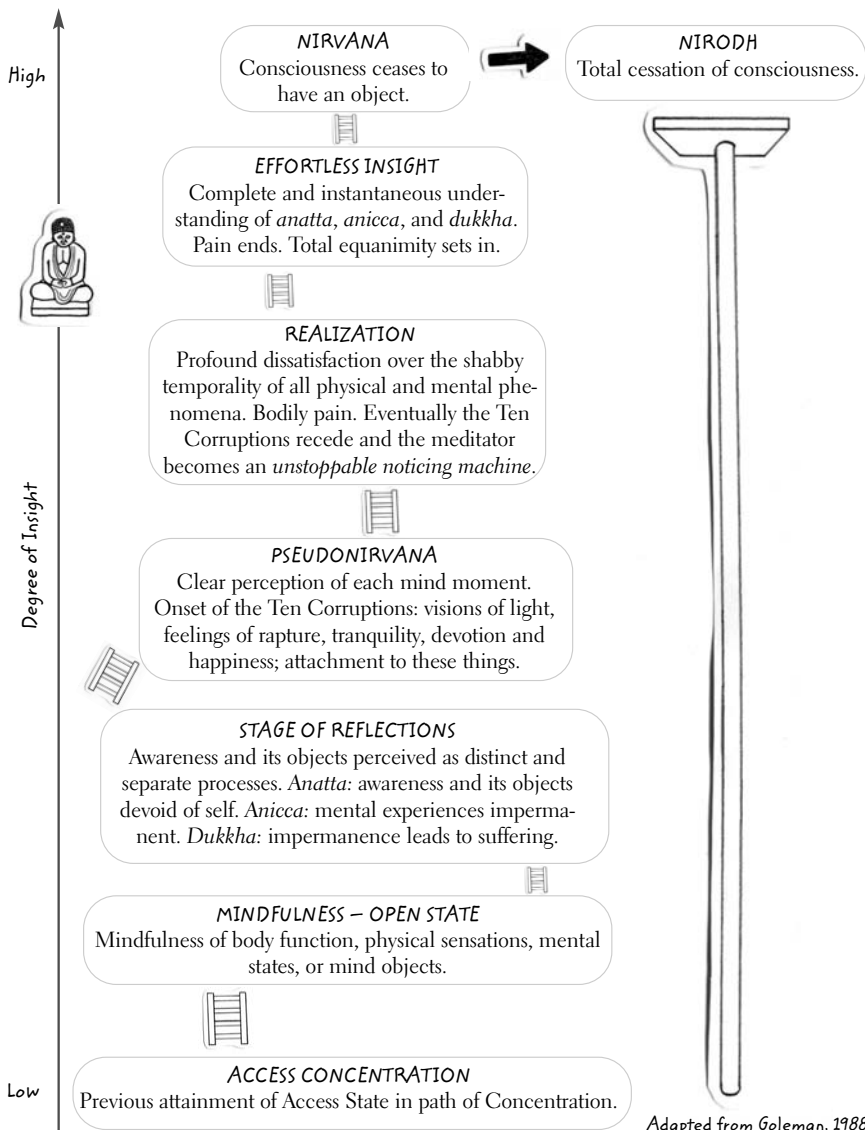 High
NIRVANA
Consciousness ceases to
have an object.
NIRODH
Total cessation of consciousness.
EFFORTLESS INSIGHT
Complete and instantaneous under-
standing of anatta, anicca, and dukkha.
Pain ends. Total equanimity sets in.
REALIZATION
Profound dissatisfaction over the shabby
temporality of all physical and mental phe-
nomena. Bodily pain. Eventually the Ten
Corruptions recede and the meditator
becomes an unstoppable noticing machine.
Degree of Insight
PSEUDONIRVANA
Clear perception of each mind moment.
Onset of the Ten Corruptions: visions of light,
feelings of rapture, tranquility, devotion and
happiness; attachment to these things.
STAGE OF REFLECTIONS
Awareness and its objects perceived as distinct and
separate processes. Anatta: awareness and its objects
devoid of self. Anicca: mental experiences imperma-
nent. Dukkha: impermanence leads to suffering.
MINDFULNESS – OPEN STATE
Mindfulness of body function, physical sensations, mental
states, or mind objects.
Low
ACCESS CONCENTRATION
Previous attainment of Access State in path of Concentration.
Adapted from Goleman, 1988